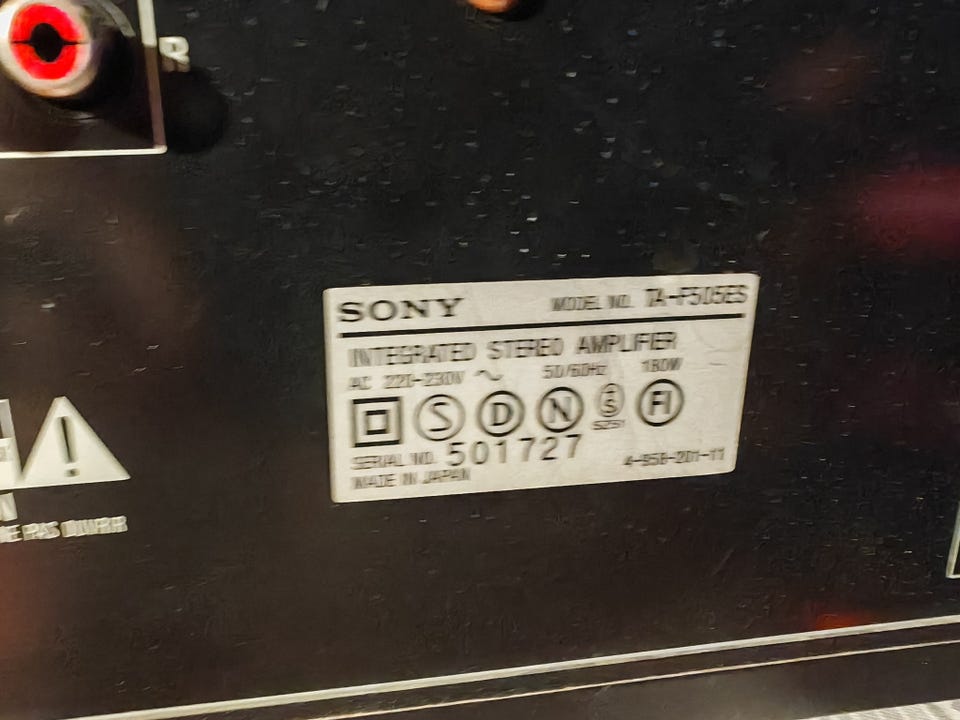 R
SONY MODEL NO. TA-F505ES
INTEGRATED STEREO AMPLIFIER
AC 220-230V ~ 50/60Hz 180W
S D N S FI
SERIAL NO. 501727
MADE IN JAPAN 4-958-201-11